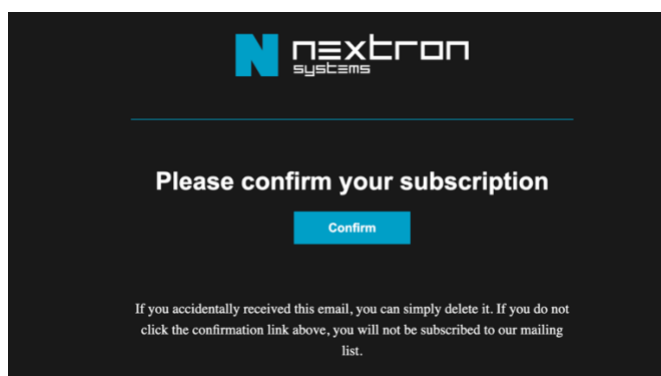 N nextron
systems
Please confirm your subscription
Confirm
If you accidentally received this email, you can simply delete it. If you do not
click the confirmation link above, you will not be subscribed to our mailing
list.